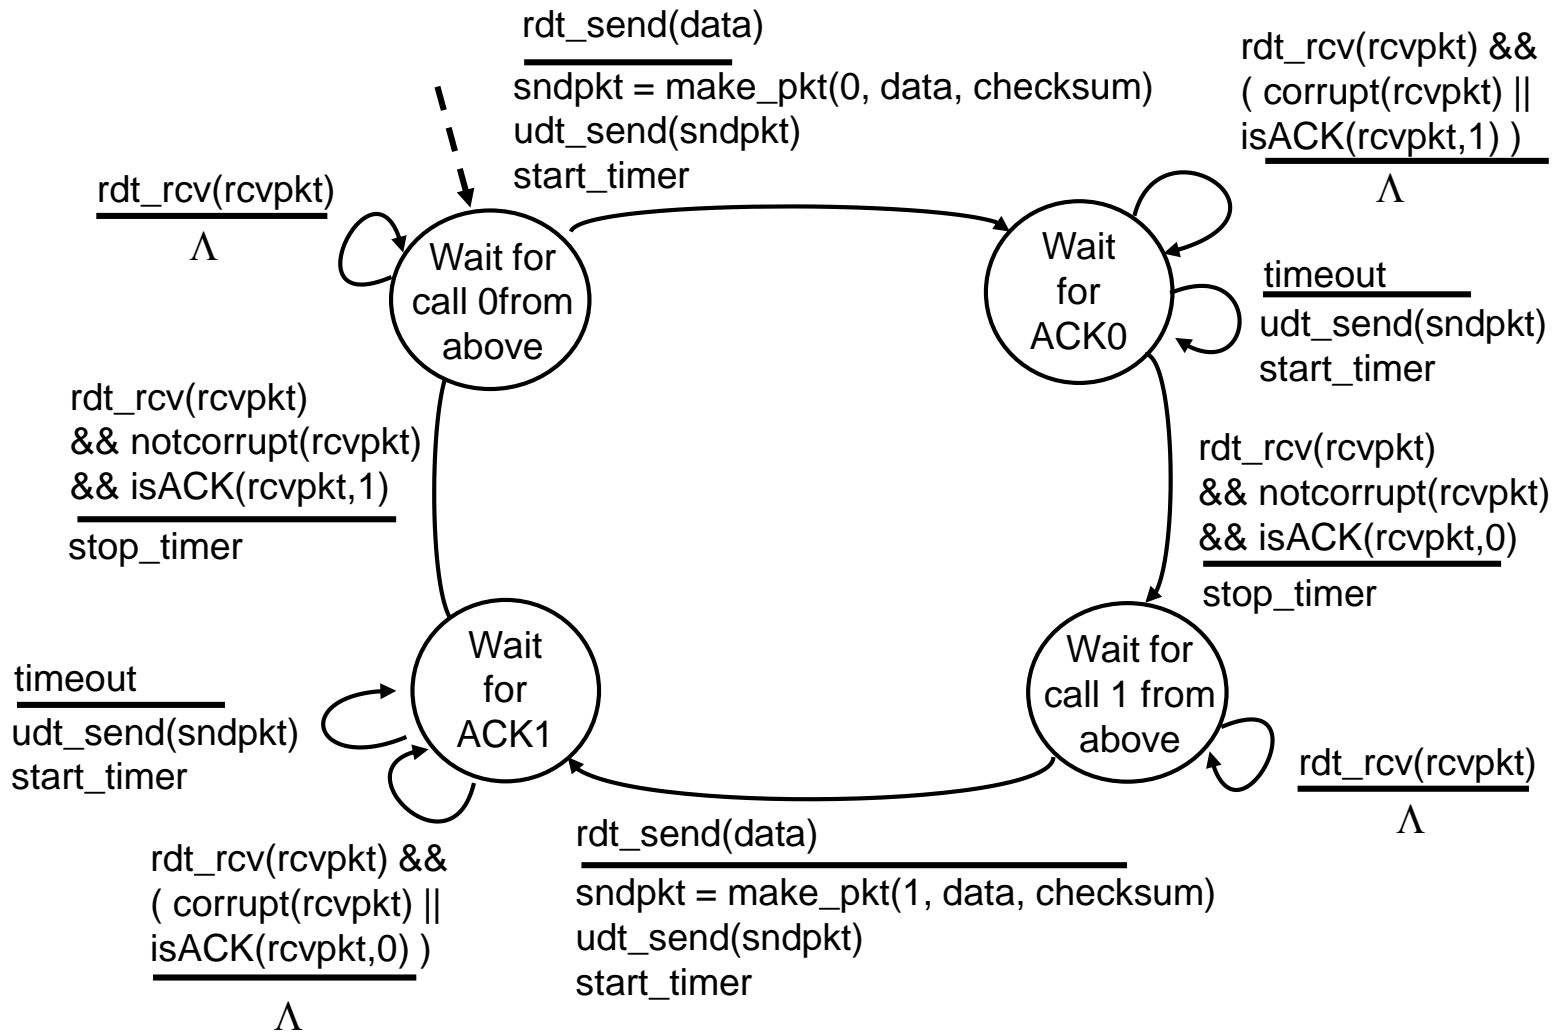 rdt_send(data)
sndpkt = make_pkt(0, data, checksum)
udt_send(sndpkt)
start_timer
rdt_rcv(rcvpkt) &&
( corrupt(rcvpkt) ||
isACK(rcvpkt,1) )
Λ
rdt_rcv(rcvpkt)
Λ
Wait for
call 0from
above
Wait
for
ACK0
timeout
udt_send(sndpkt)
start_timer
rdt_rcv(rcvpkt)
&& notcorrupt(rcvpkt)
&& isACK(rcvpkt,1)
stop_timer
rdt_rcv(rcvpkt)
&& notcorrupt(rcvpkt)
&& isACK(rcvpkt,0)
stop_timer
Wait
for
ACK1
Wait for
call 1 from
above
timeout
udt_send(sndpkt)
start_timer
rdt_rcv(rcvpkt)
Λ
rdt_rcv(rcvpkt) &&
( corrupt(rcvpkt) ||
isACK(rcvpkt,0) )
Λ
rdt_send(data)
sndpkt = make_pkt(1, data, checksum)
udt_send(sndpkt)
start_timer